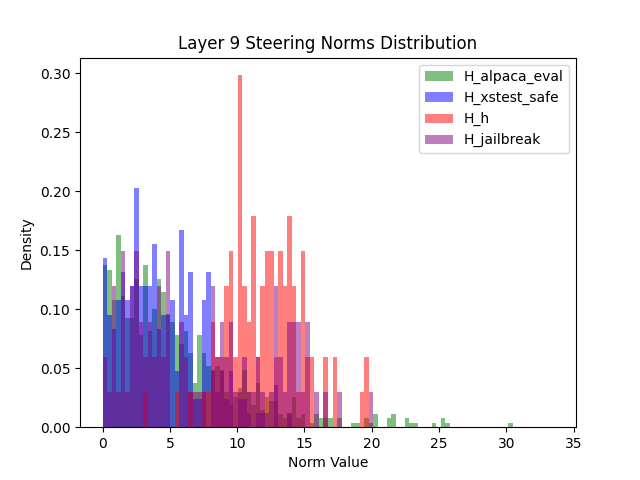 Layer 9 Steering Norms Distribution
H_alpaca_eval
H_xstest_safe
H_h
H_jailbreak
0.30
0.25
0.20
0.15
0.10
0.05
0.00
Density
0 5 10 15 20 25 30 35
Norm Value